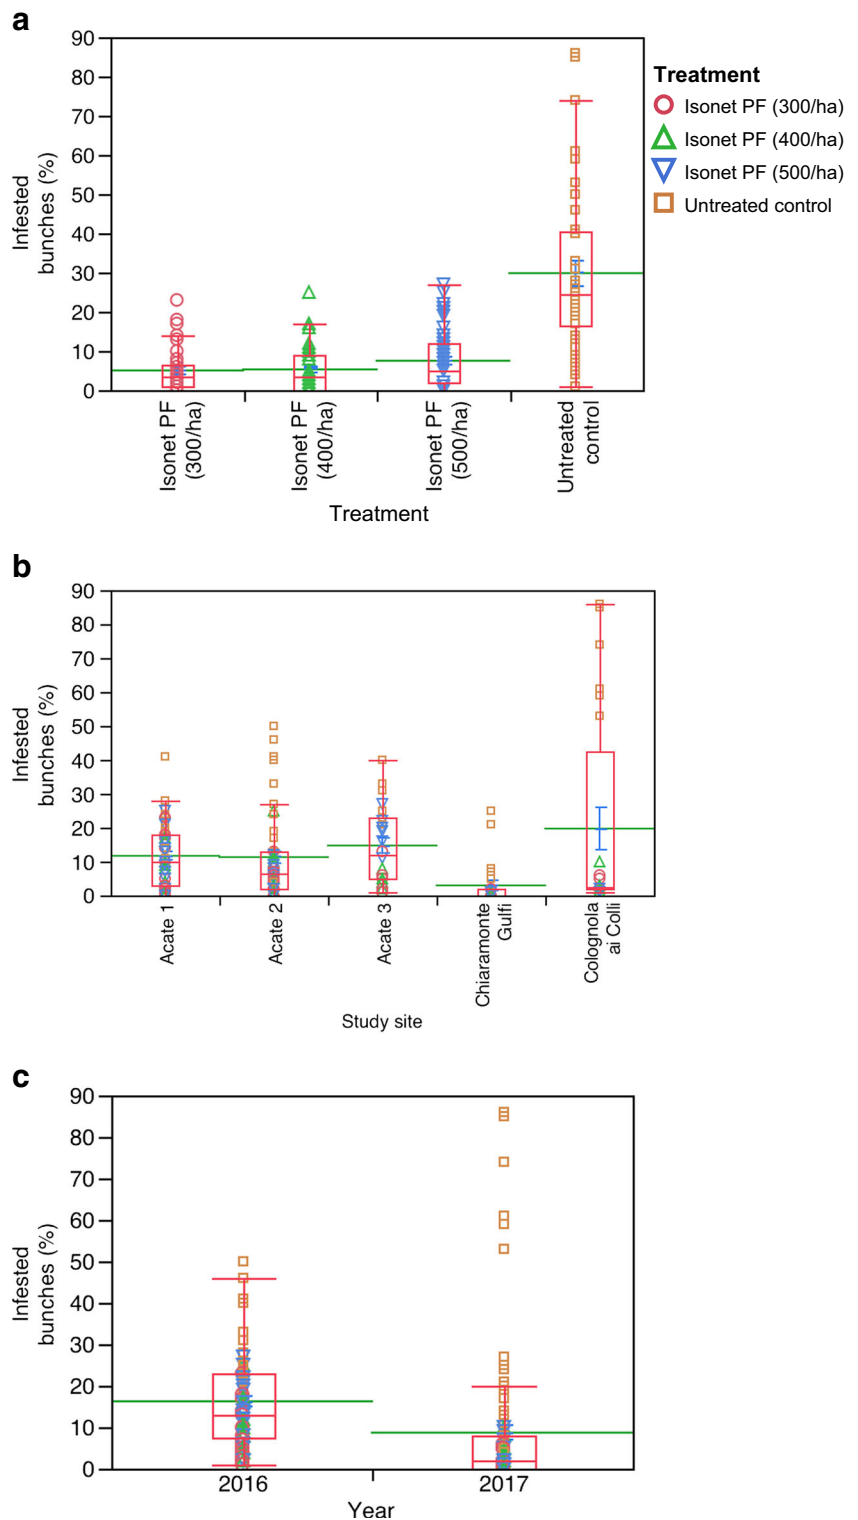 a
90
80
70
60
50
40
30
20
10
0
Infested
bunches (%)
Isonet PF
(300/ha)
Isonet PF
(400/ha)
Isonet PF
(500/ha)
Untreated
control
Treatment
Treatment
Isonet PF (300/ha)
Isonet PF (400/ha)
Isonet PF (500/ha)
Untreated control
b
90
80
70
60
50
40
30
20
10
0
Infested
bunches (%)
Acate 1
Acate 2
Acate 3
Chiaramonte
Gulfi
Colognola
ai Colli
Study site
c
90
80
70
60
50
40
30
20
10
0
Infested
bunches (%)
2016
2017
Year